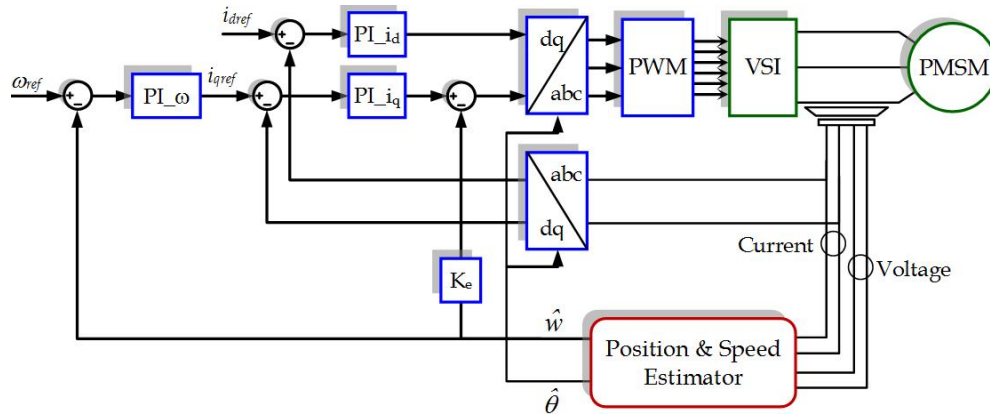 i_dref
PI_i_d
dq
abc
PWM
VSI
PMSM
ω_ref
+
−
PI_ω
i_qref
+
−
PI_i_q
+
−
+
−
abc
dq
Current
Voltage
K_e
ŵ
θ̂
Position & Speed
Estimator